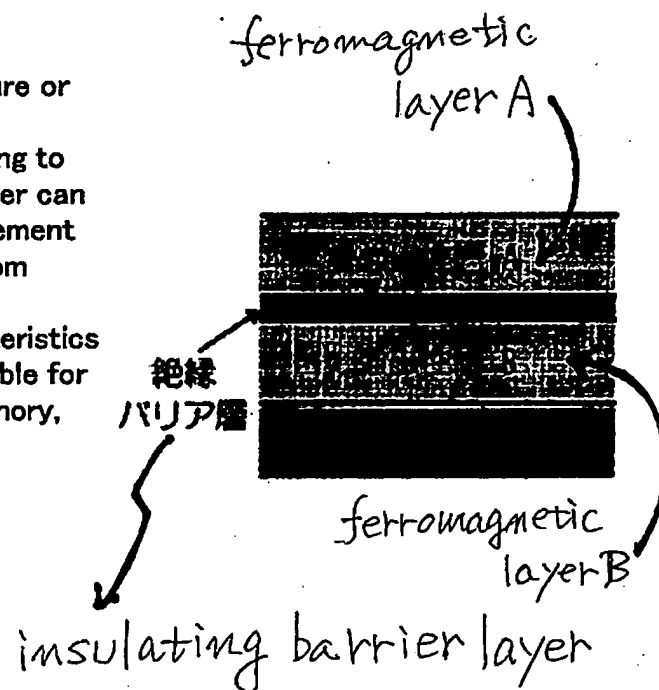 ferromagnetic
layer A
ure or
ng to
er can
ement
om
eristics
ble for
nory,
絶縁
バリア層
ferromagnetic
layer B
insulating barrier layer